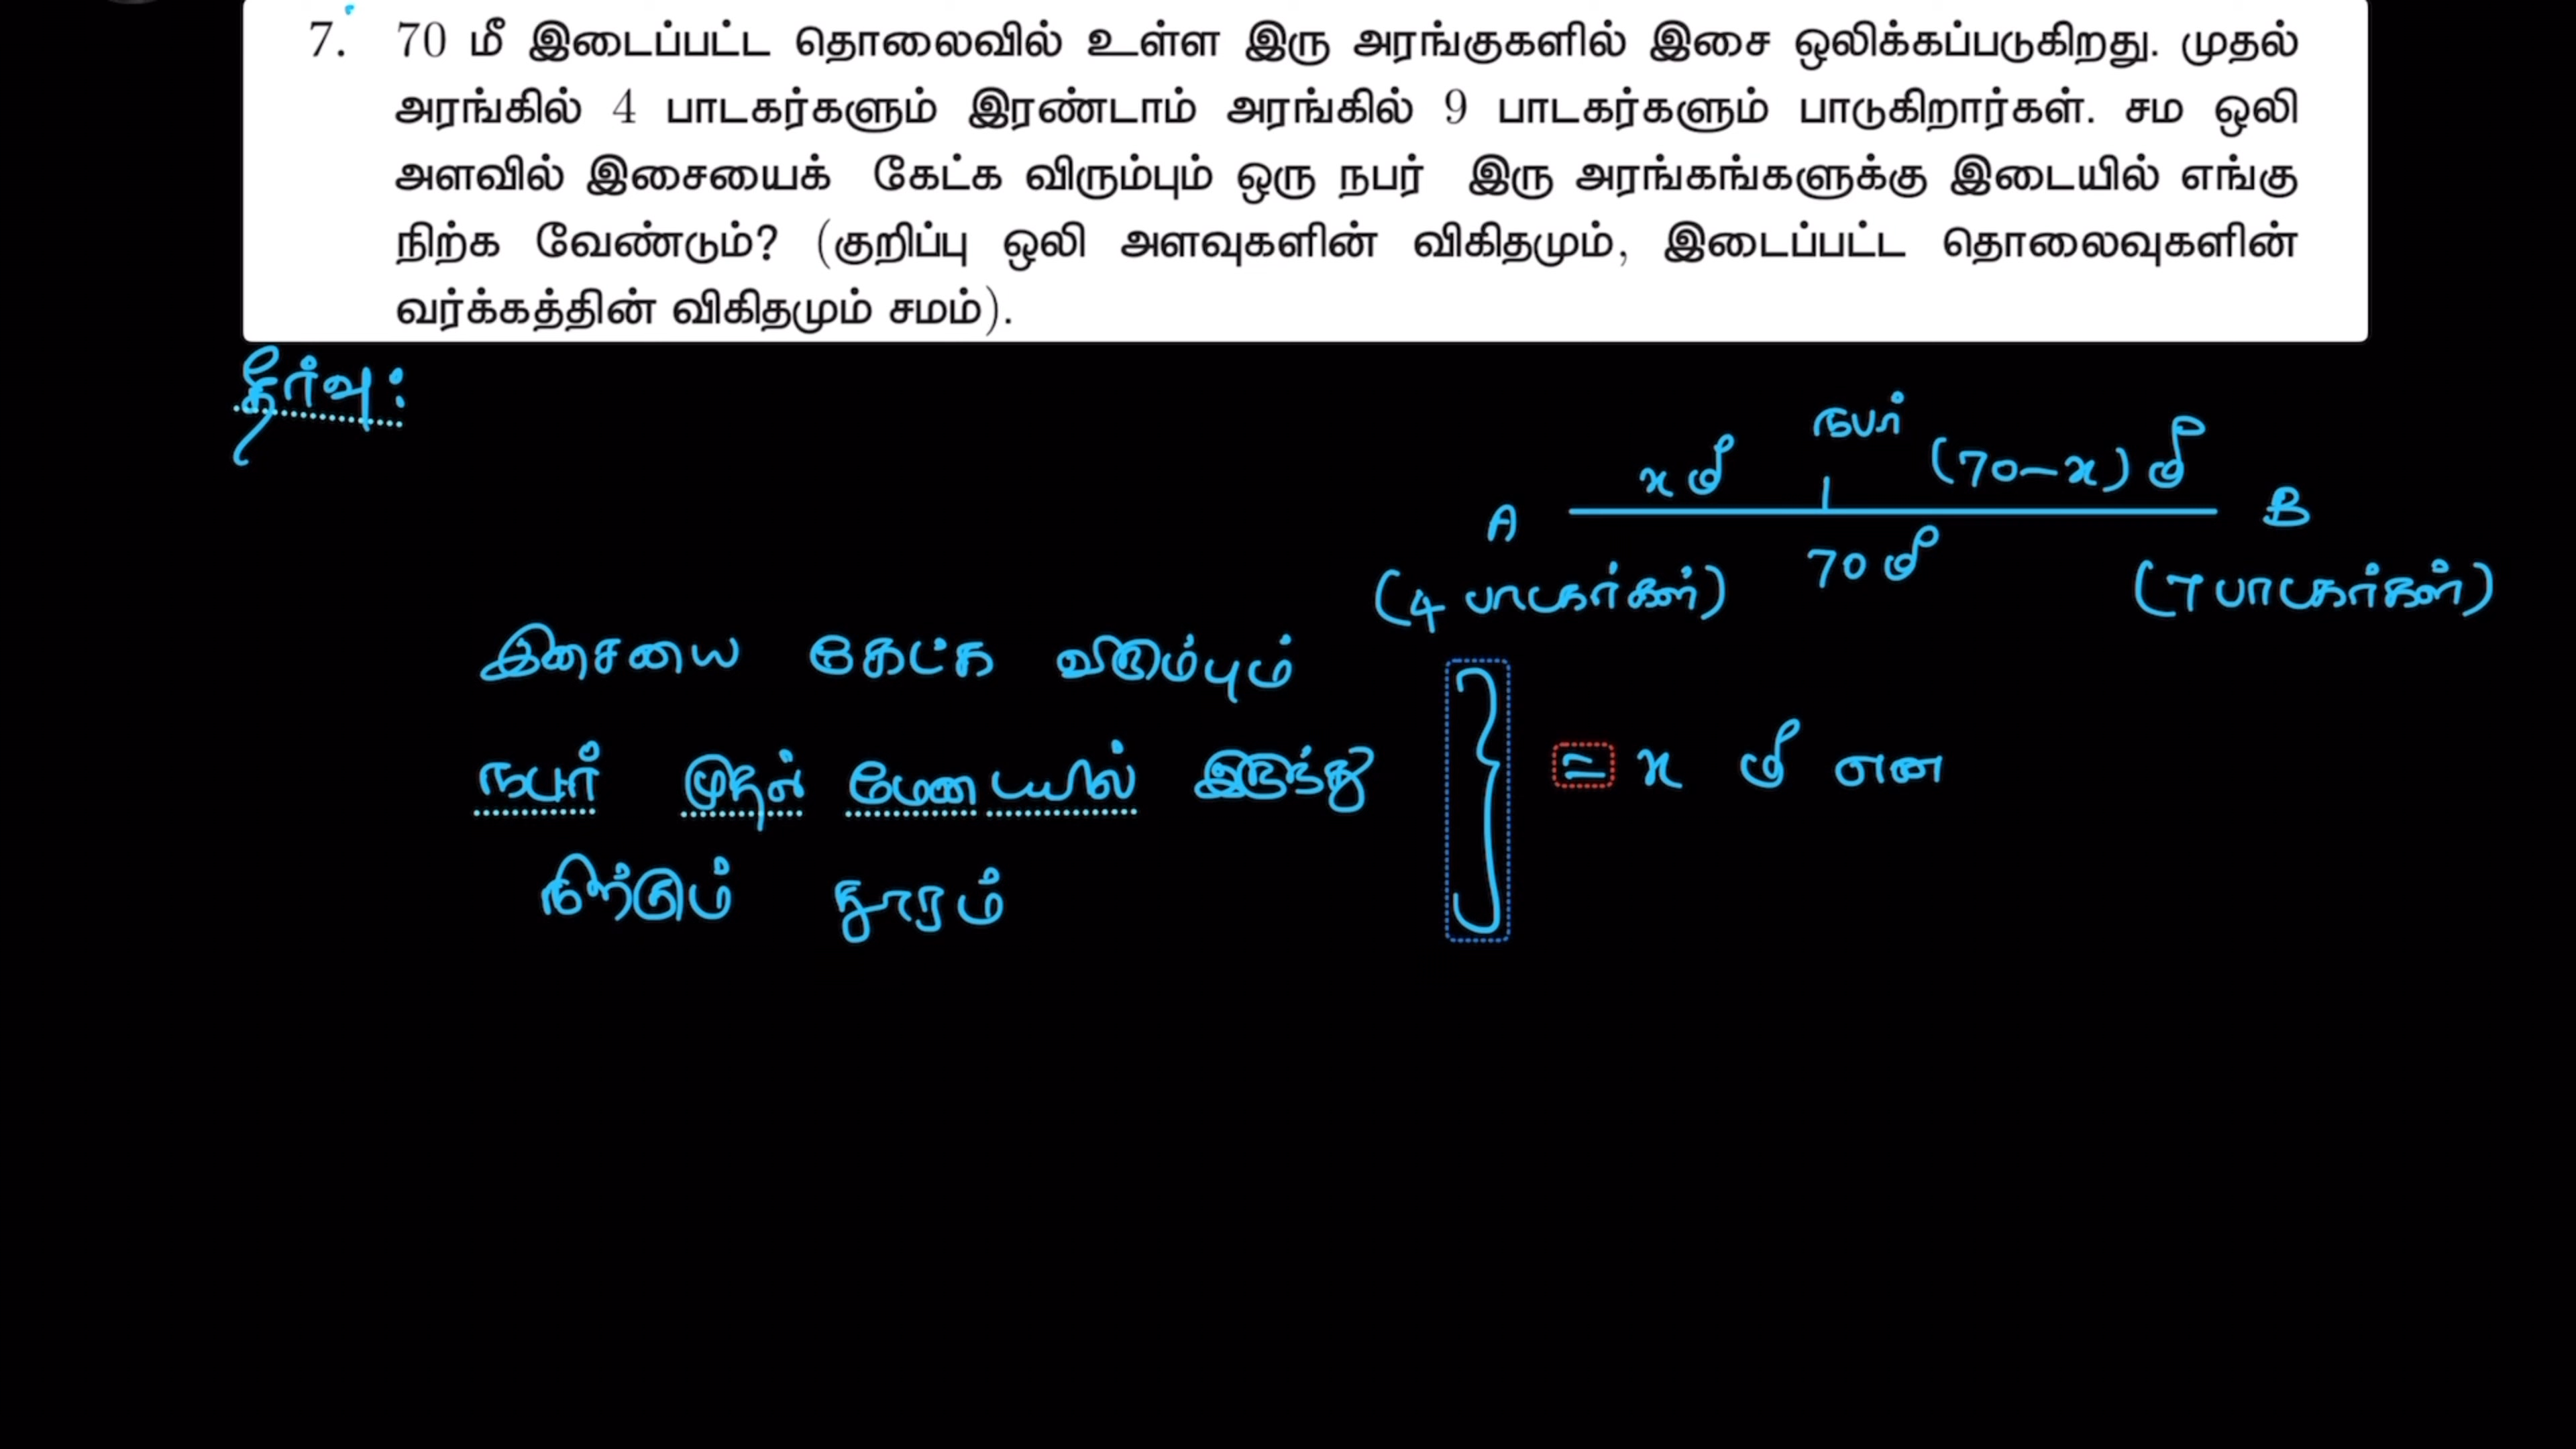 7. 70 மீ இடைப்பட்ட தொலைவில் உள்ள இரு அரங்குகளில் இசை ஒலிக்கப்படுகிறது. முதல்
அரங்கில் 4 பாடகர்களும் இரண்டாம் அரங்கில் 9 பாடகர்களும் பாடுகிறார்கள். சம ஒலி
அளவில் இசையைக் கேட்க விரும்பும் ஒரு நபர் இரு அரங்கங்களுக்கு இடையில் எங்கு
நிற்க வேண்டும்? (குறிப்பு ஒலி அளவுகளின் விகிதமும், இடைப்பட்ட தொலைவுகளின்
வர்க்கத்தின் விகிதமும் சமம்).
தீர்வு:
நபர்
x மீ (70-x) மீ
A B
70 மீ
(4 பாடகர்கள்) (7 பாடகர்கள்)
இசையை கேட்க விரும்பும்
நபர் முதல் மேடையில் இருந்து } = x மீ என
நிற்கும் தூரம்